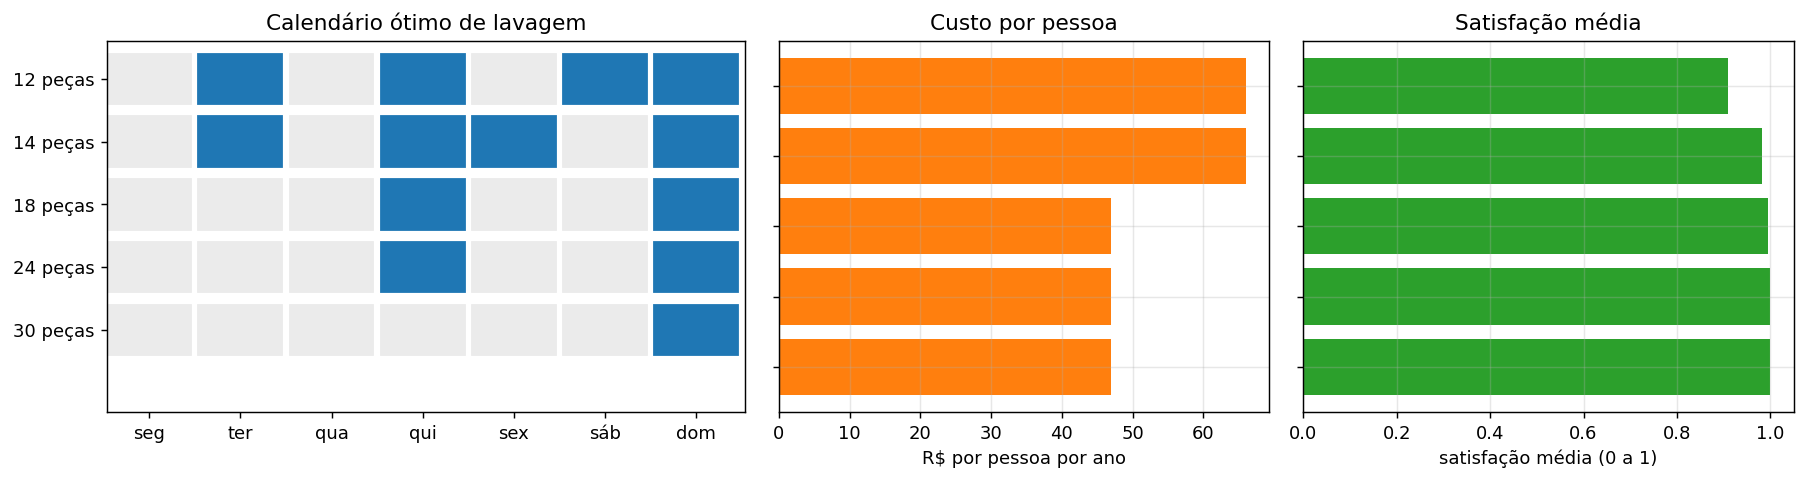 Calendário ótimo de lavagem
12 peças
14 peças
18 peças
24 peças
30 peças
seg ter qua qui sex sáb dom
Custo por pessoa
0 10 20 30 40 50 60
R$ por pessoa por ano
Satisfação média
0.0 0.2 0.4 0.6 0.8 1.0
satisfação média (0 a 1)